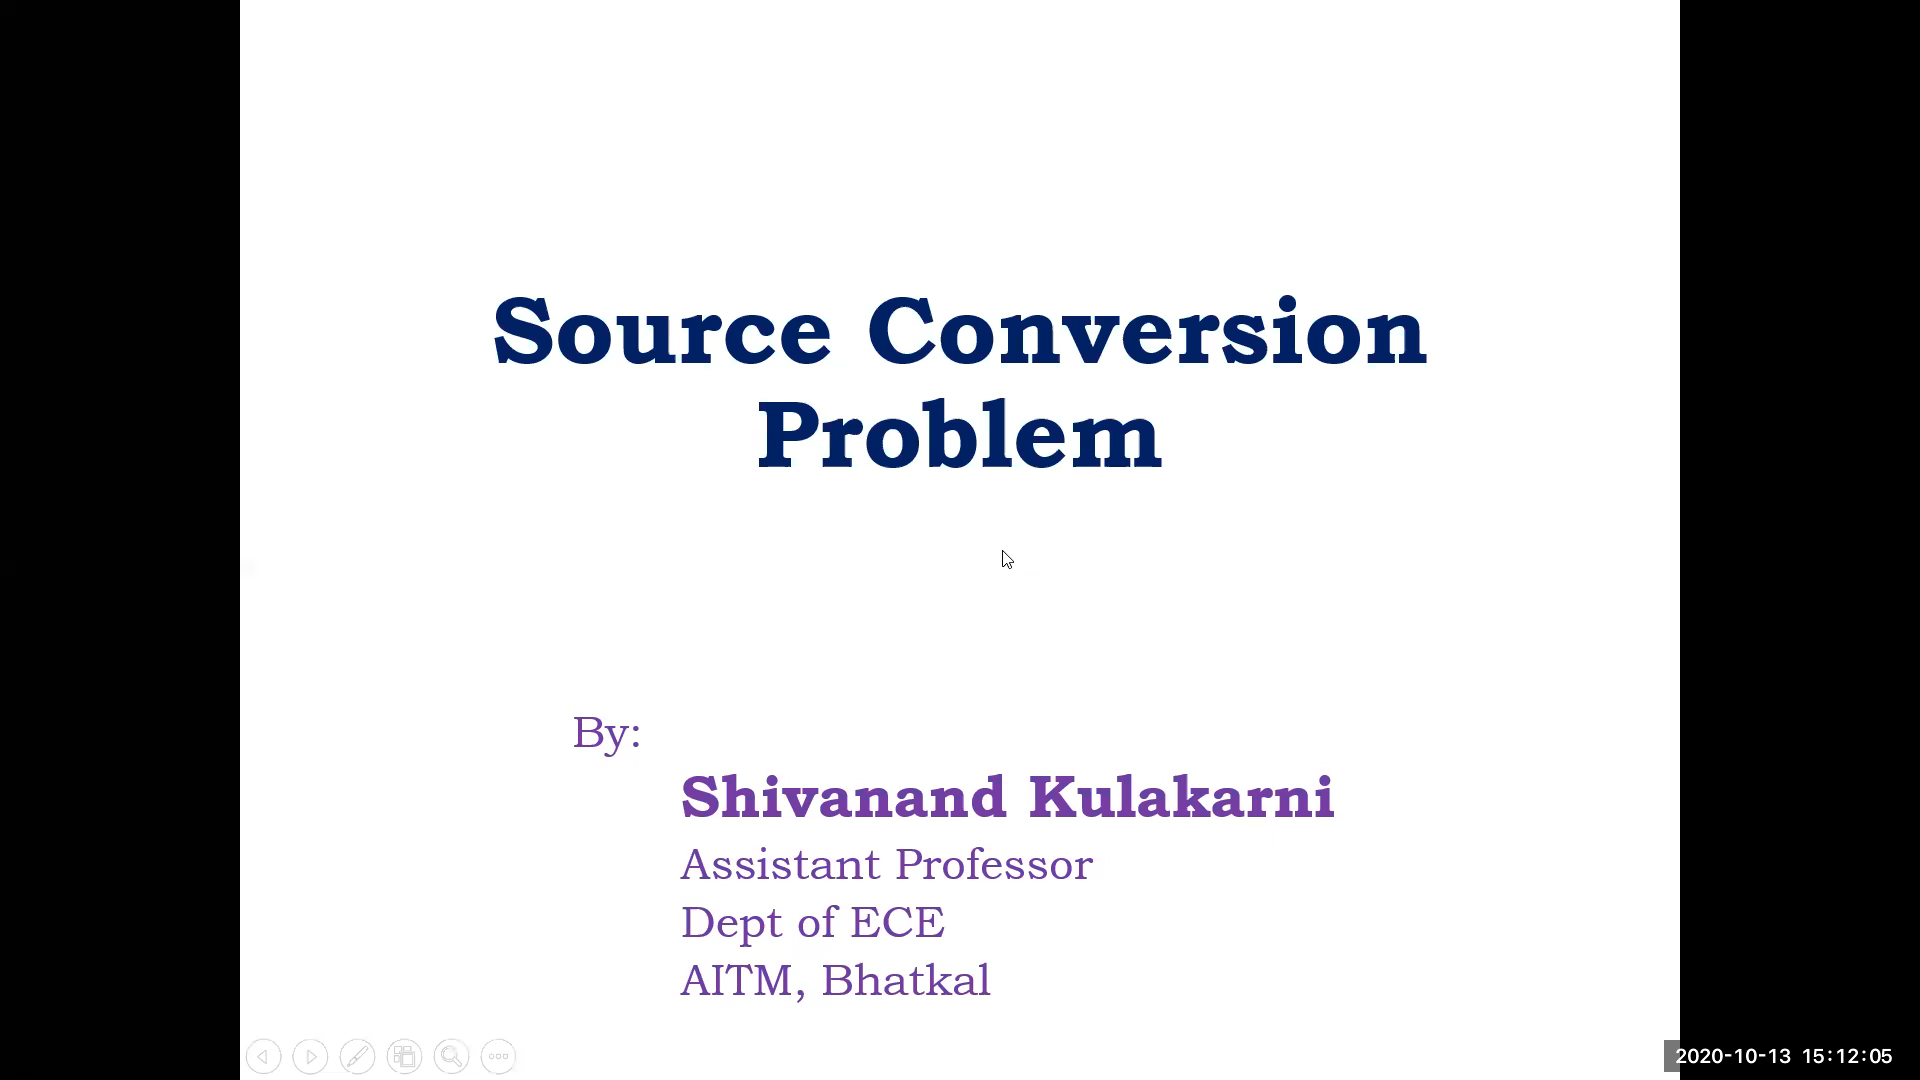 Source Conversion
Problem
By:
Shivanand Kulakarni
Assistant Professor
Dept of ECE
AITM, Bhatkal
2020-10-13 15:12:05